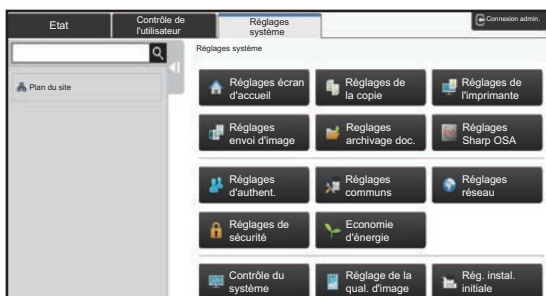 Etat
Contrôle de
l'utilisateur
Réglages
système
Connexion admin.
Réglages système
Plan du site
Réglages écran
d'accueil
Réglages de
la copie
Réglages de
l'imprimante
Réglages
envoi d'image
Reglages
archivage doc.
Réglages
Sharp OSA
Réglages
d'authent.
Réglages
communs
Réglages
réseau
Réglages de
sécurité
Economie
d'énergie
Contrôle du
système
Réglage de la
qual. d'image
Rég. instal.
initiale